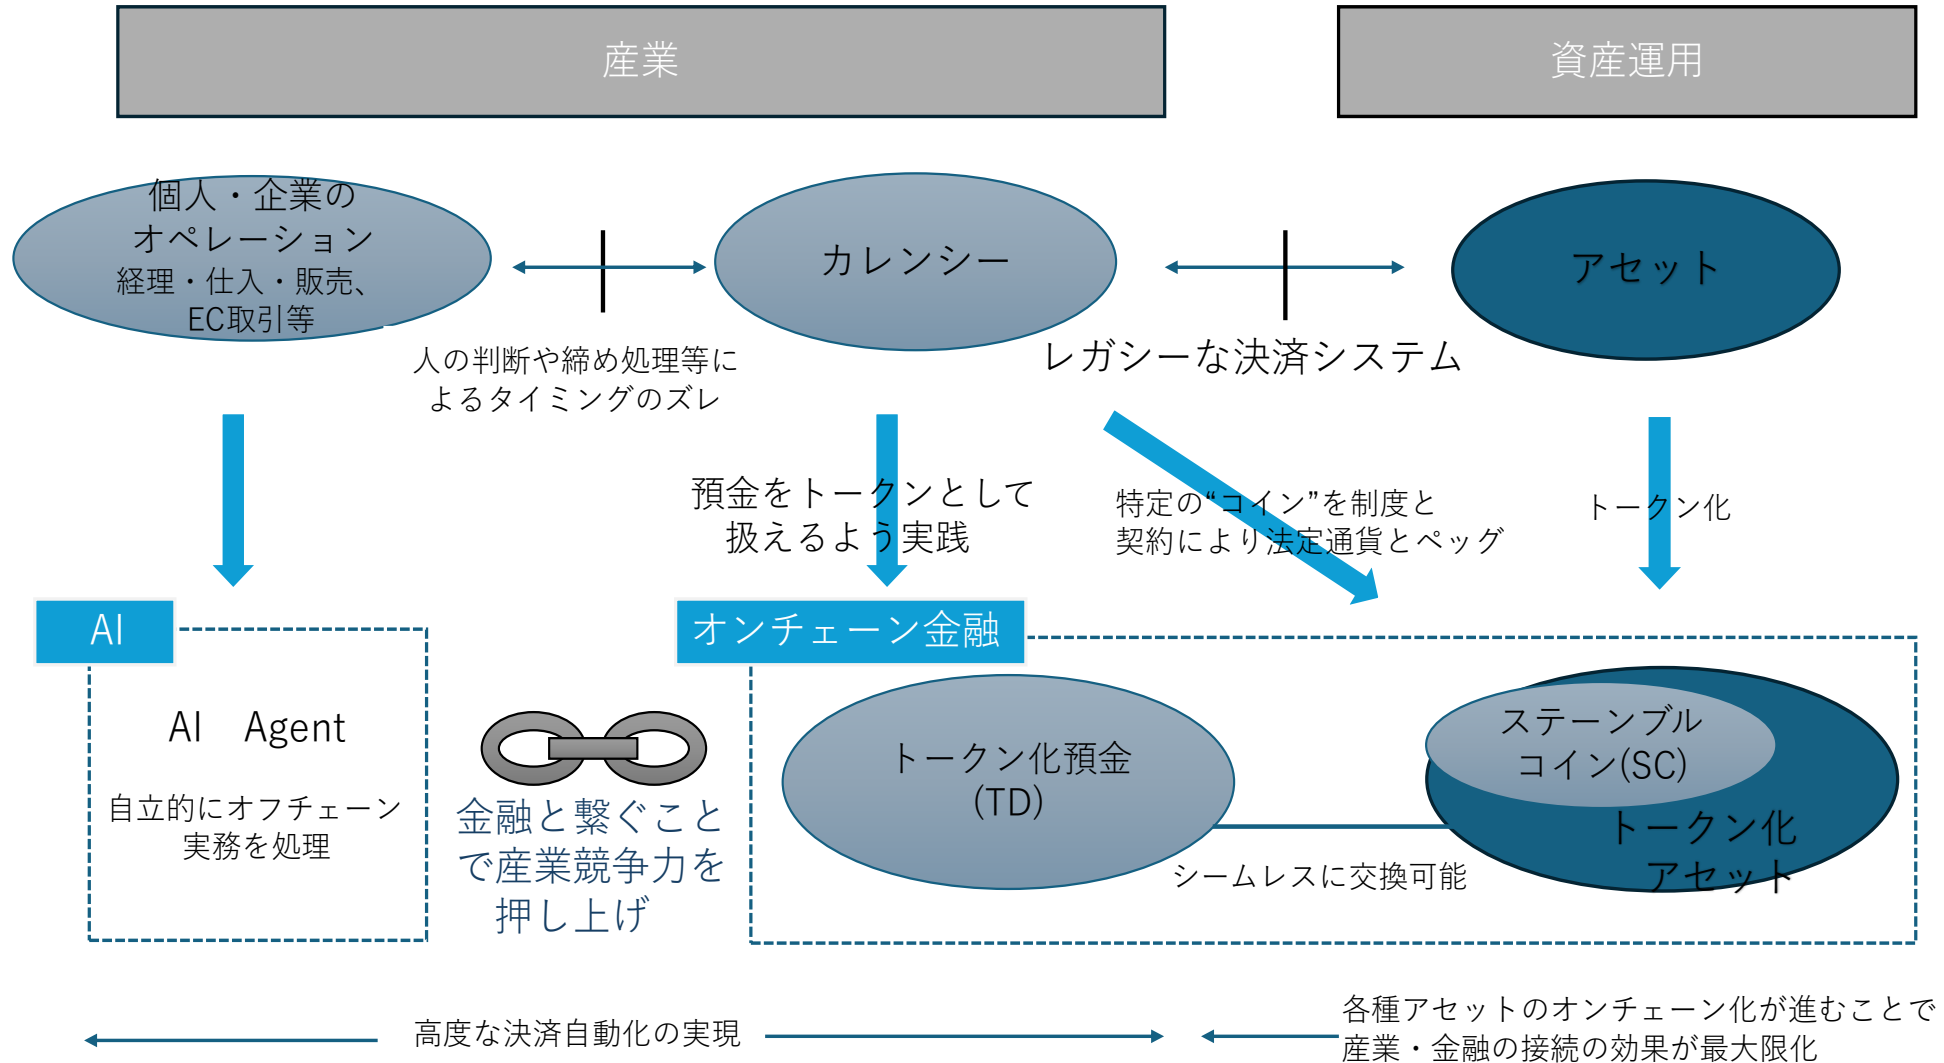 産業
資産運用
個人・企業の
オペレーション
経理・仕入・販売、
EC取引等
カレンシー
アセット
人の判断や締め処理等に
よるタイミングのズレ
レガシーな決済システム
預金をトークンとして
扱えるよう実践
特定の“コイン”を制度と
契約により法定通貨とペッグ
トークン化
AI
オンチェーン金融
AI　Agent
自立的にオフチェーン
実務を処理
金融と繋ぐこと
で産業競争力を
押し上げ
トークン化預金
(TD)
ステーンブル
コイン(SC)
トークン化
アセット
シームレスに交換可能
高度な決済自動化の実現
各種アセットのオンチェーン化が進むことで
産業・金融の接続の効果が最大限化